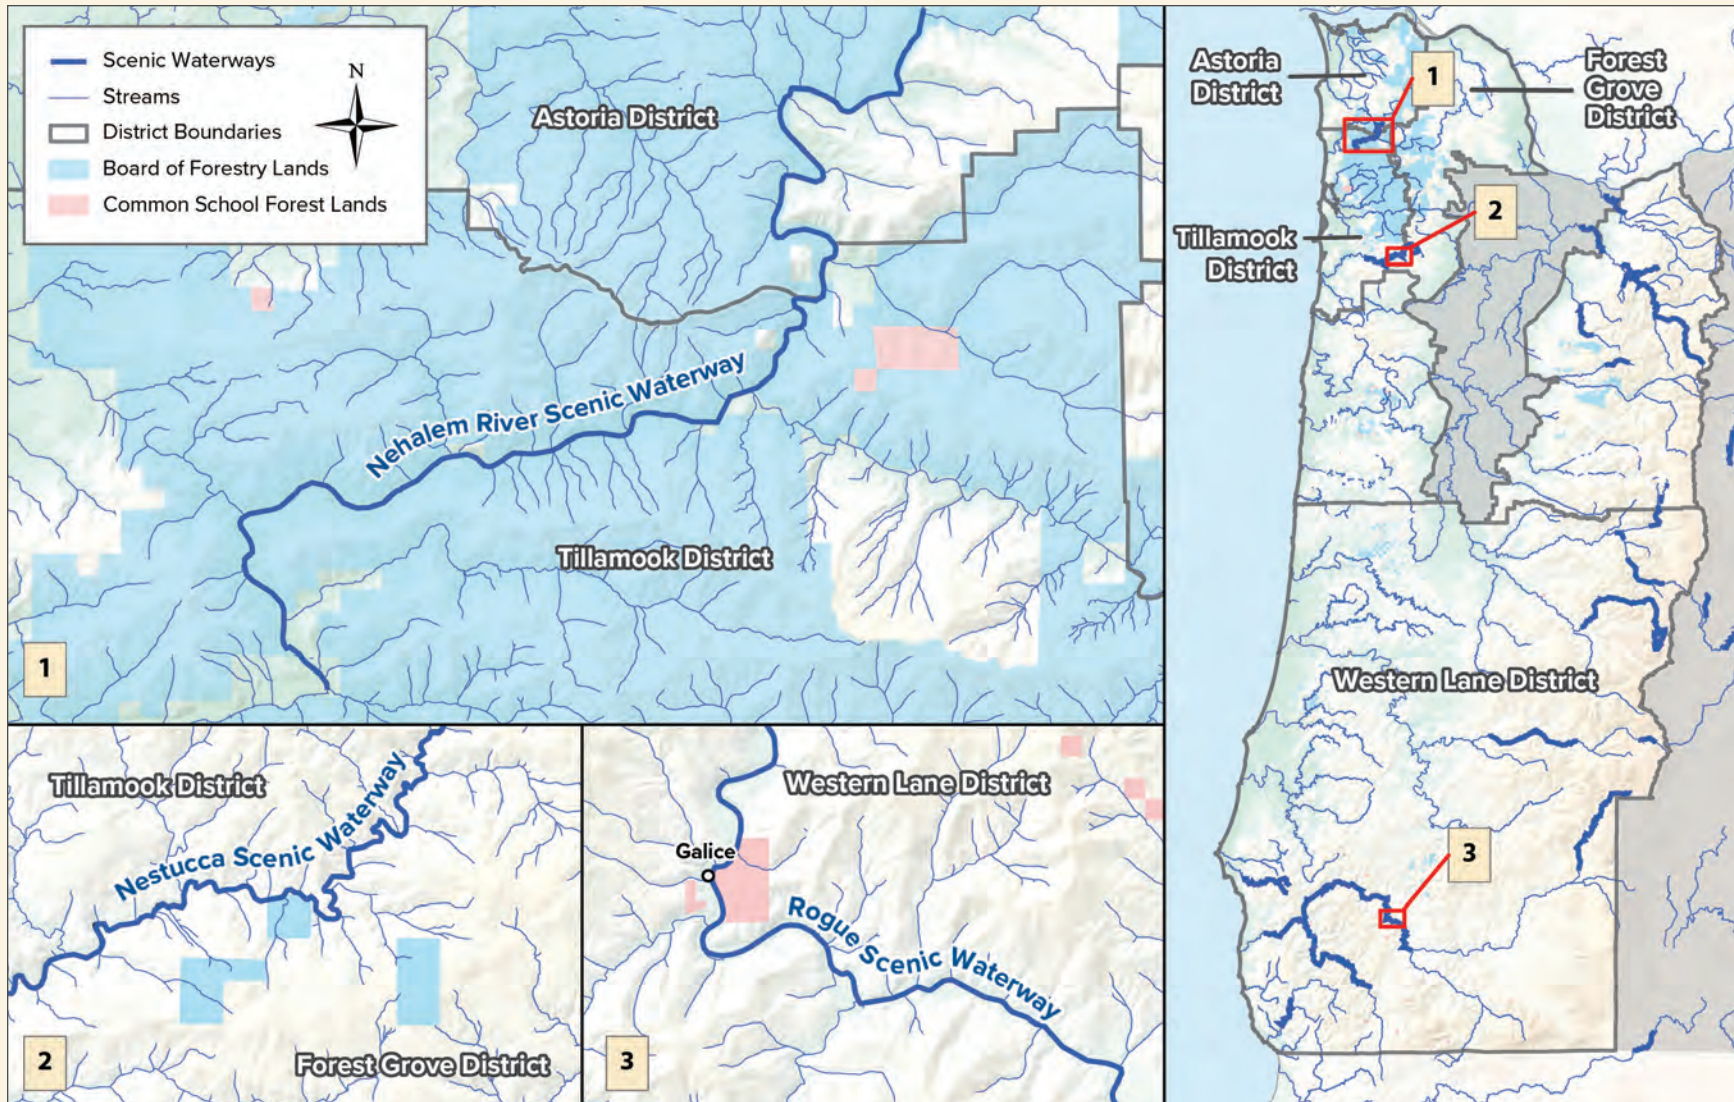 Scenic Waterways
Streams
District Boundaries
Board of Forestry Lands
Common School Forest Lands
N
Astoria District
Nehalem River Scenic Waterway
Tillamook District
1
Tillamook District
Nestucca Scenic Waterway
Forest Grove District
2
Western Lane District
Galice
Rogue Scenic Waterway
3
Astoria
District
1
Forest
Grove
District
2
Tillamook
District
Western Lane District
3